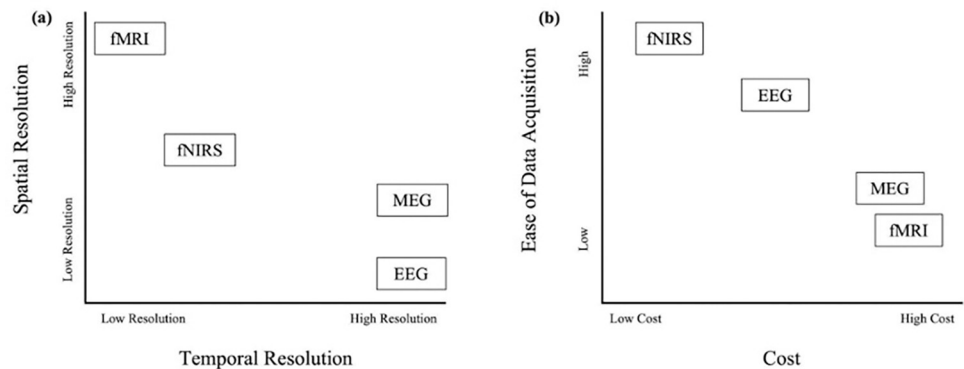 (a)
Spatial Resolution
High Resolution
Low Resolution
fMRI
fNIRS
MEG
EEG
Low Resolution
High Resolution
Temporal Resolution
(b)
Ease of Data Acquisition
High
Low
fNIRS
EEG
MEG
fMRI
Low Cost
High Cost
Cost